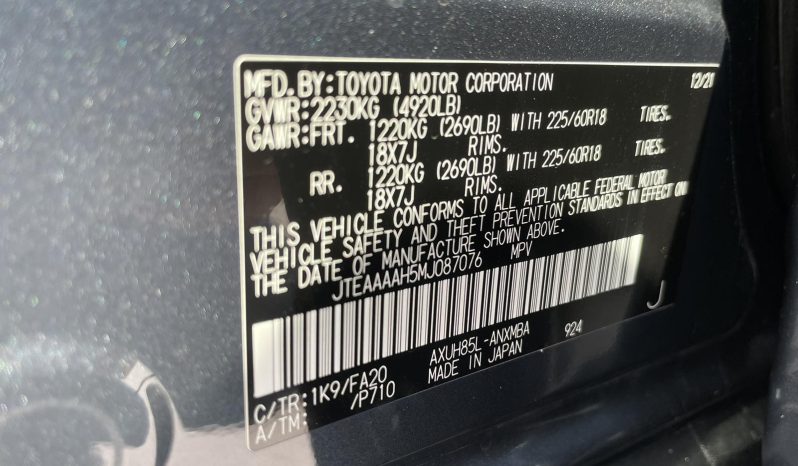 MFD.BY:TOYOTA MOTOR CORPORATION 12/20
GVWR:2230KG (4920LB)
GAWR:FRT. 1220KG (2690LB) WITH 225/60R18 TIRES.
18X7J RIMS.
RR. 1220KG (2690LB) WITH 225/60R18 TIRES.
18X7J RIMS.
THIS VEHICLE CONFORMS TO ALL APPLICABLE FEDERAL MOTOR
VEHICLE SAFETY AND THEFT PREVENTION STANDARDS IN EFFECT ON
THE DATE OF MANUFACTURE SHOWN ABOVE.
JTEAAAAH5MJ087076 MPV
J
AXUH85L-ANXMBA 924
C/TR:1K9/FA20 MADE IN JAPAN
A/TM: /P710